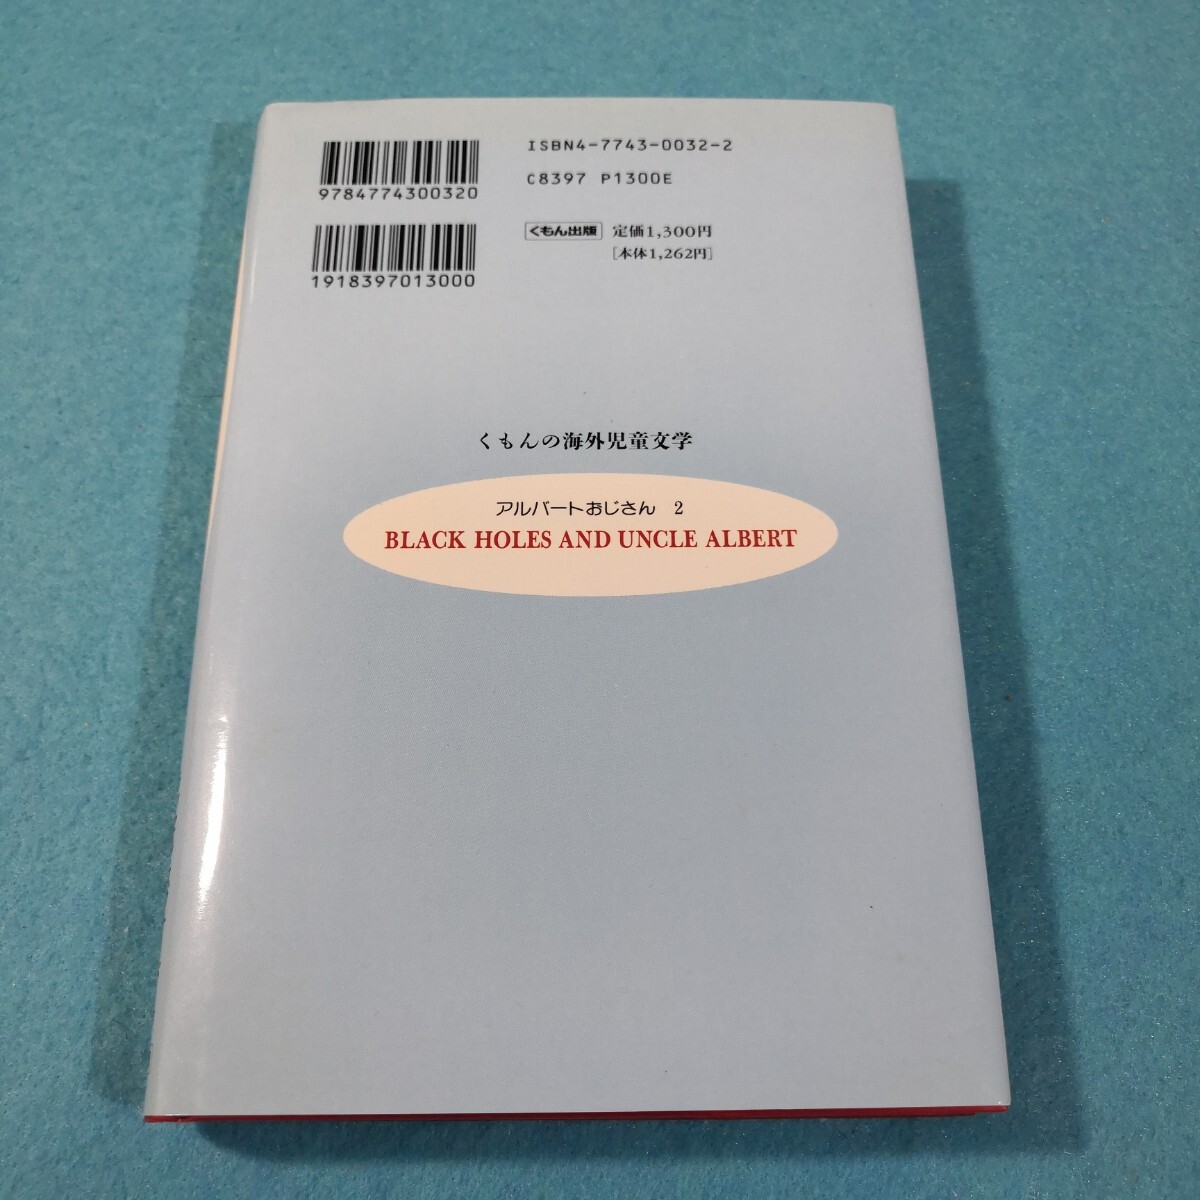 9784774300320
1918397013000
ISBN4-7743-0032-2
C8397 P1300E
くもん出版 定価1,300円
[本体1,262円]
くもんの海外児童文学
アルバートおじさん 2
BLACK HOLES AND UNCLE ALBERT